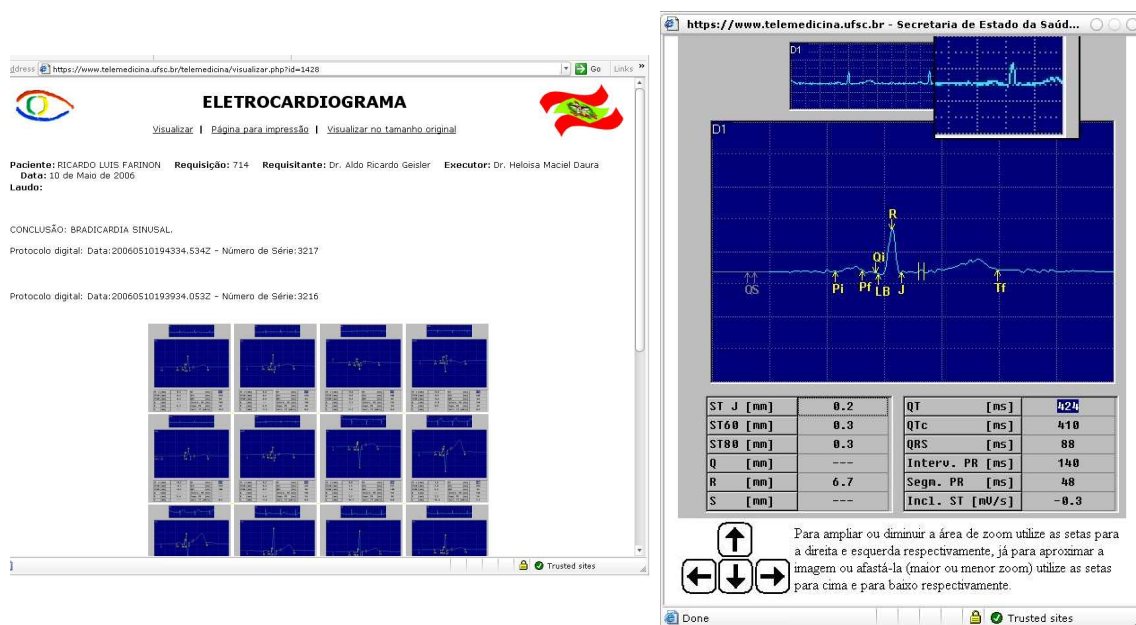 ddress https://www.telemedicina.ufsc.br/telemedicina/visualizar.php?id=1428 Go Links »
ELETROCARDIOGRAMA
Visualizar | Página para impressão | Visualizar no tamanho original
Paciente: RICARDO LUIS FARINON Requisição: 714 Requisitante: Dr. Aldo Ricardo Geisler Executor: Dr. Heloisa Maciel Daura
Data: 10 de Maio de 2006
Laudo:
CONCLUSÃO: BRADICARDIA SINUSAL.
Protocolo digital: Data:20060510194334.534Z - Número de Série:3217
Protocolo digital: Data:20060510193934.053Z - Número de Série:3216
Trusted sites
https://www.telemedicina.ufsc.br - Secretaria de Estado da Saúd...
D1
D1
R
Qi
QS Pi Pf LB J Tf
ST J [mm] 0.2 QT [ms] 424
ST60 [mm] 0.3 QTc [ms] 410
ST80 [mm] 0.3 QRS [ms] 88
Q [mm] --- Interv. PR [ms] 140
R [mm] 6.7 Segm. PR [ms] 48
S [mm] --- Incl. ST [mV/s] -0.3
Para ampliar ou diminuir a área de zoom utilize as setas para
a direita e esquerda respectivamente, já para aproximar a
imagem ou afastá-la (maior ou menor zoom) utilize as setas
para cima e para baixo respectivamente.
Done Trusted sites